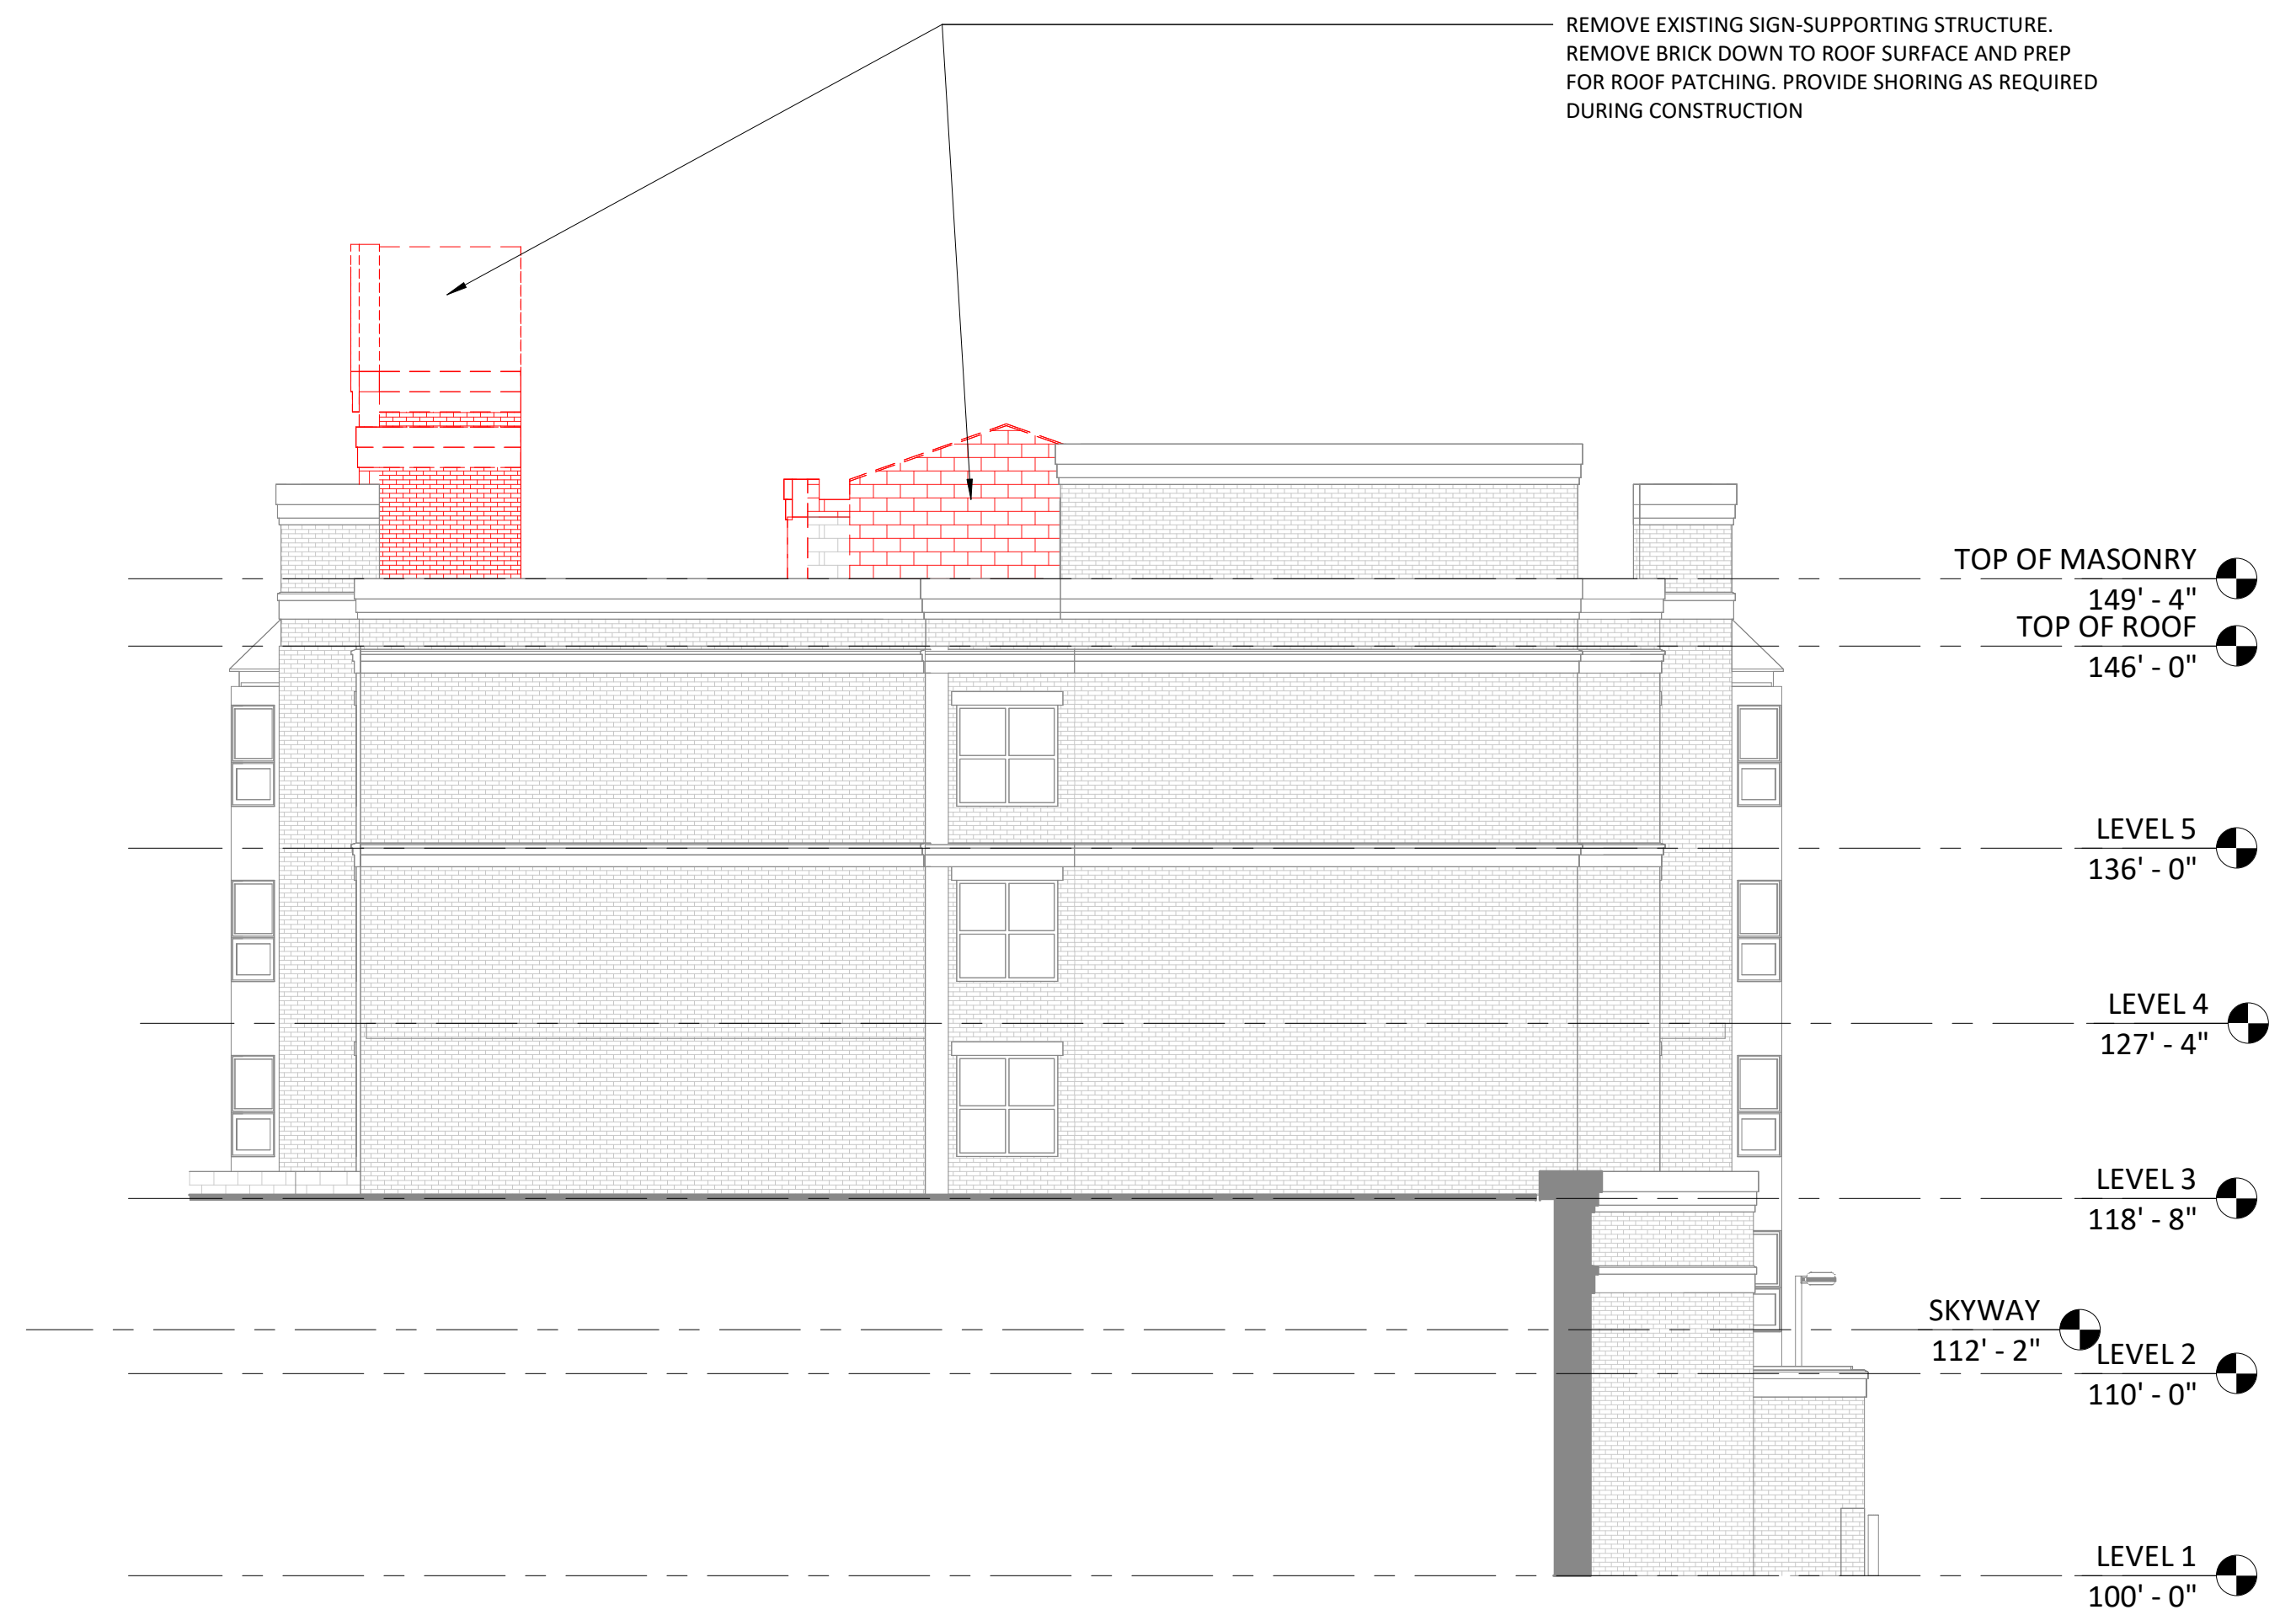 REMOVE EXISTING SIGN-SUPPORTING STRUCTURE.
REMOVE BRICK DOWN TO ROOF SURFACE AND PREP
FOR ROOF PATCHING. PROVIDE SHORING AS REQUIRED
DURING CONSTRUCTION
TOP OF MASONRY
149' - 4"
TOP OF ROOF
146' - 0"
LEVEL 5
136' - 0"
LEVEL 4
127' - 4"
LEVEL 3
118' - 8"
SKYWAY
112' - 2"
LEVEL 2
110' - 0"
LEVEL 1
100' - 0"